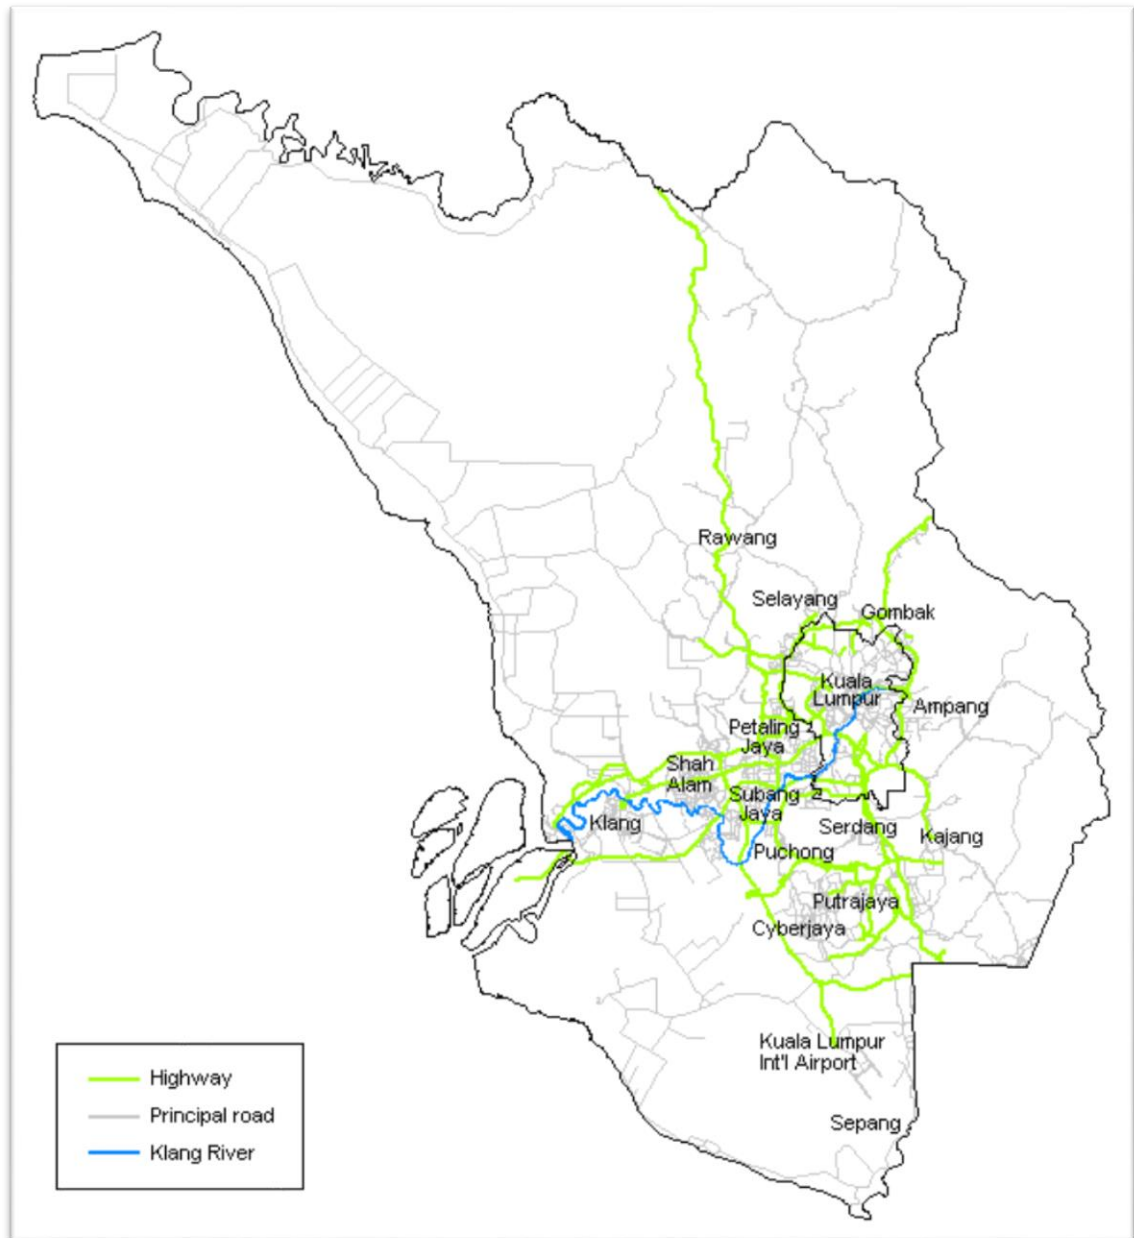 Rawang
Selayang
Gombak
Kuala
Lumpur
Ampang
Petaling
Jaya
Shah
Alam
Subang
Jaya
Klang
Serdang
Kajang
Puchong
Putrajaya
Cyberjaya
Kuala Lumpur
Int'l Airport
Sepang
Highway
Principal road
Klang River